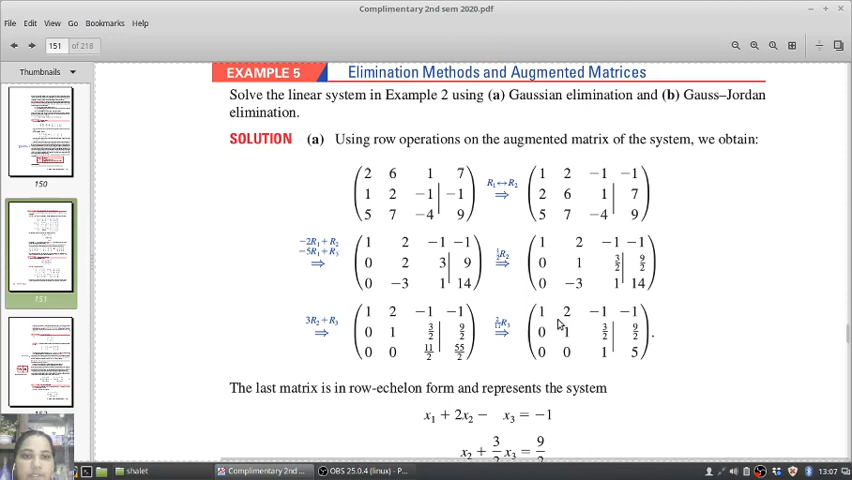 Complimentary 2nd sem 2020.pdf
File Edit View Go Bookmarks Help
151 of 218
Thumbnails
150
151
EXAMPLE 5 Elimination Methods and Augmented Matrices
Solve the linear system in Example 2 using (a) Gaussian elimination and (b) Gauss–Jordan
elimination.
SOLUTION (a) Using row operations on the augmented matrix of the system, we obtain:
( 2 6 1 | 7 ) R₁↔R₂ ( 1 2 −1 | −1 )
( 1 2 −1 | −1 ) ⇒ ( 2 6 1 | 7 )
( 5 7 −4 | 9 ) ( 5 7 −4 | 9 )
−2R₁+R₂ ( 1 2 −1 | −1 ) ½R₂ ( 1 2 −1 | −1 )
−5R₁+R₃ ( 0 2 3 | 9 ) ⇒ ( 0 1 3/2 | 9/2 )
⇒ ( 0 −3 1 | 14 ) ( 0 −3 1 | 14 )
3R₂+R₃ ( 1 2 −1 | −1 ) 2/11R₃ ( 1 2 −1 | −1 )
⇒ ( 0 1 3/2 | 9/2 ) ⇒ ( 0 1 3/2 | 9/2 ).
( 0 0 11/2 | 55/2 ) ( 0 0 1 | 5 )
The last matrix is in row-echelon form and represents the system
x₁ + 2x₂ − x₃ = −1
x₂ + 3/2 x₃ = 9/2
shalet
Complimentary 2nd ...
OBS 25.0.4 (linux) - P...
13:07